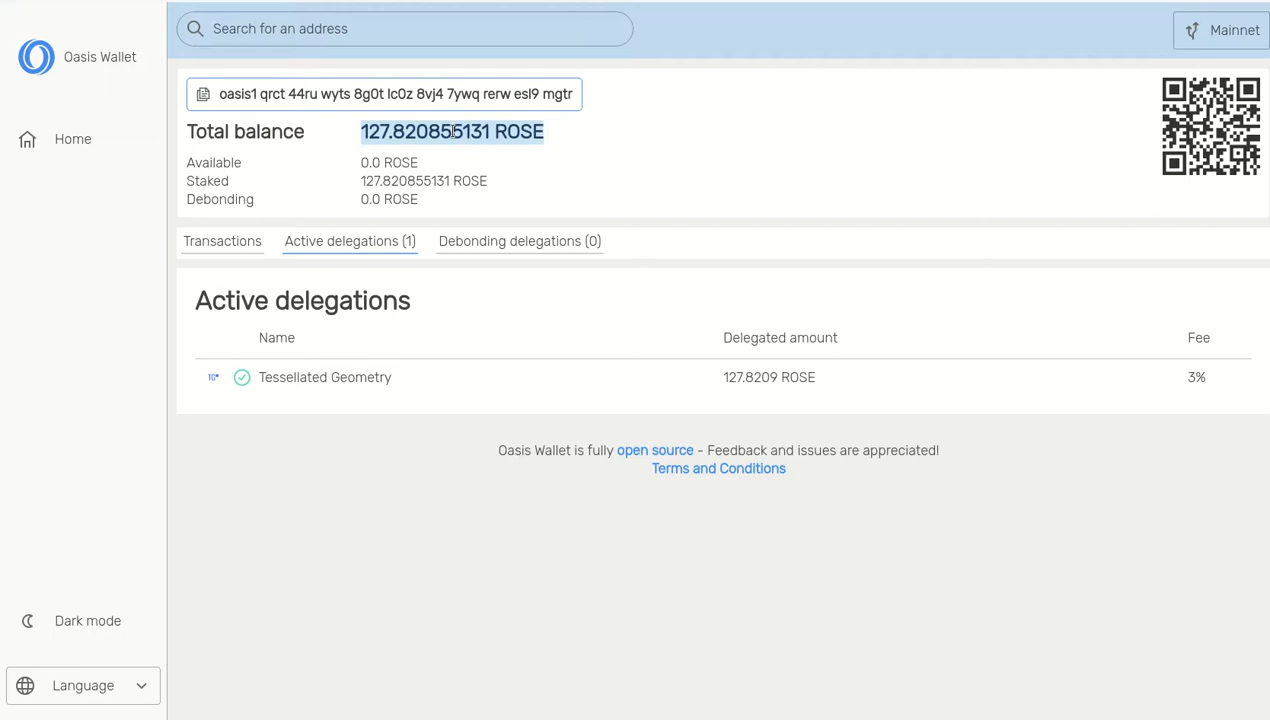 Search for an address
Mainnet
Oasis Wallet
oasis1 qrct 44ru wyts 8g0t lc0z 8vj4 7ywq rerw esl9 mgtr
Total balance 127.820855131 ROSE
Home
Available 0.0 ROSE
Staked 127.820855131 ROSE
Debonding 0.0 ROSE
Transactions Active delegations (1) Debonding delegations (0)
Active delegations
Name Delegated amount Fee
TG Tessellated Geometry 127.8209 ROSE 3%
Oasis Wallet is fully open source - Feedback and issues are appreciated!
Terms and Conditions
Dark mode
Language